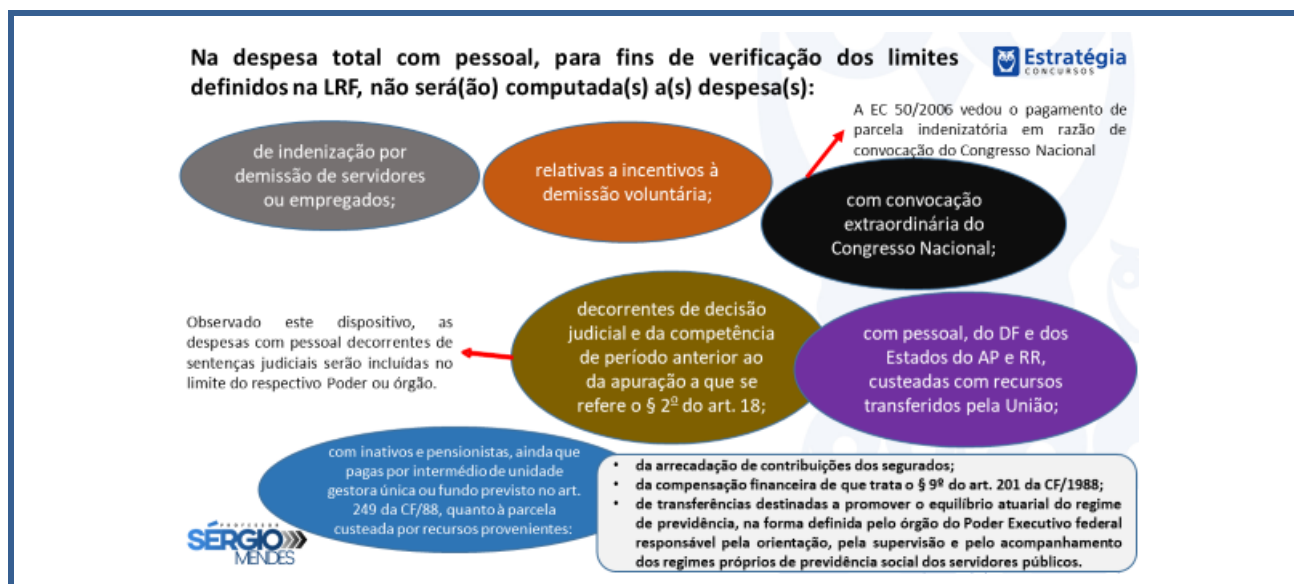 Na despesa total com pessoal, para fins de verificação dos limites
definidos na LRF, não será(ão) computada(s) a(s) despesa(s):
Estratégia
CONCURSOS
A EC 50/2006 vedou o pagamento de
parcela indenizatória em razão de
convocação do Congresso Nacional
de indenização por
demissão de servidores
ou empregados;
relativas a incentivos à
demissão voluntária;
com convocação
extraordinária do
Congresso Nacional;
Observado este dispositivo, as
despesas com pessoal decorrentes de
sentenças judiciais serão incluídas no
limite do respectivo Poder ou órgão.
decorrentes de decisão
judicial e da competência
de período anterior ao
da apuração a que se
refere o § 2º do art. 18;
com pessoal, do DF e dos
Estados do AP e RR,
custeadas com recursos
transferidos pela União;
com inativos e pensionistas, ainda que
pagas por intermédio de unidade
gestora única ou fundo previsto no art.
249 da CF/88, quanto à parcela
custeada por recursos provenientes:
• da arrecadação de contribuições dos segurados;
• da compensação financeira de que trata o § 9º do art. 201 da CF/1988;
• de transferências destinadas a promover o equilíbrio atuarial do regime
de previdência, na forma definida pelo órgão do Poder Executivo federal
responsável pela orientação, pela supervisão e pelo acompanhamento
dos regimes próprios de previdência social dos servidores públicos.
PROFESSOR
SÉRGIO
MENDES